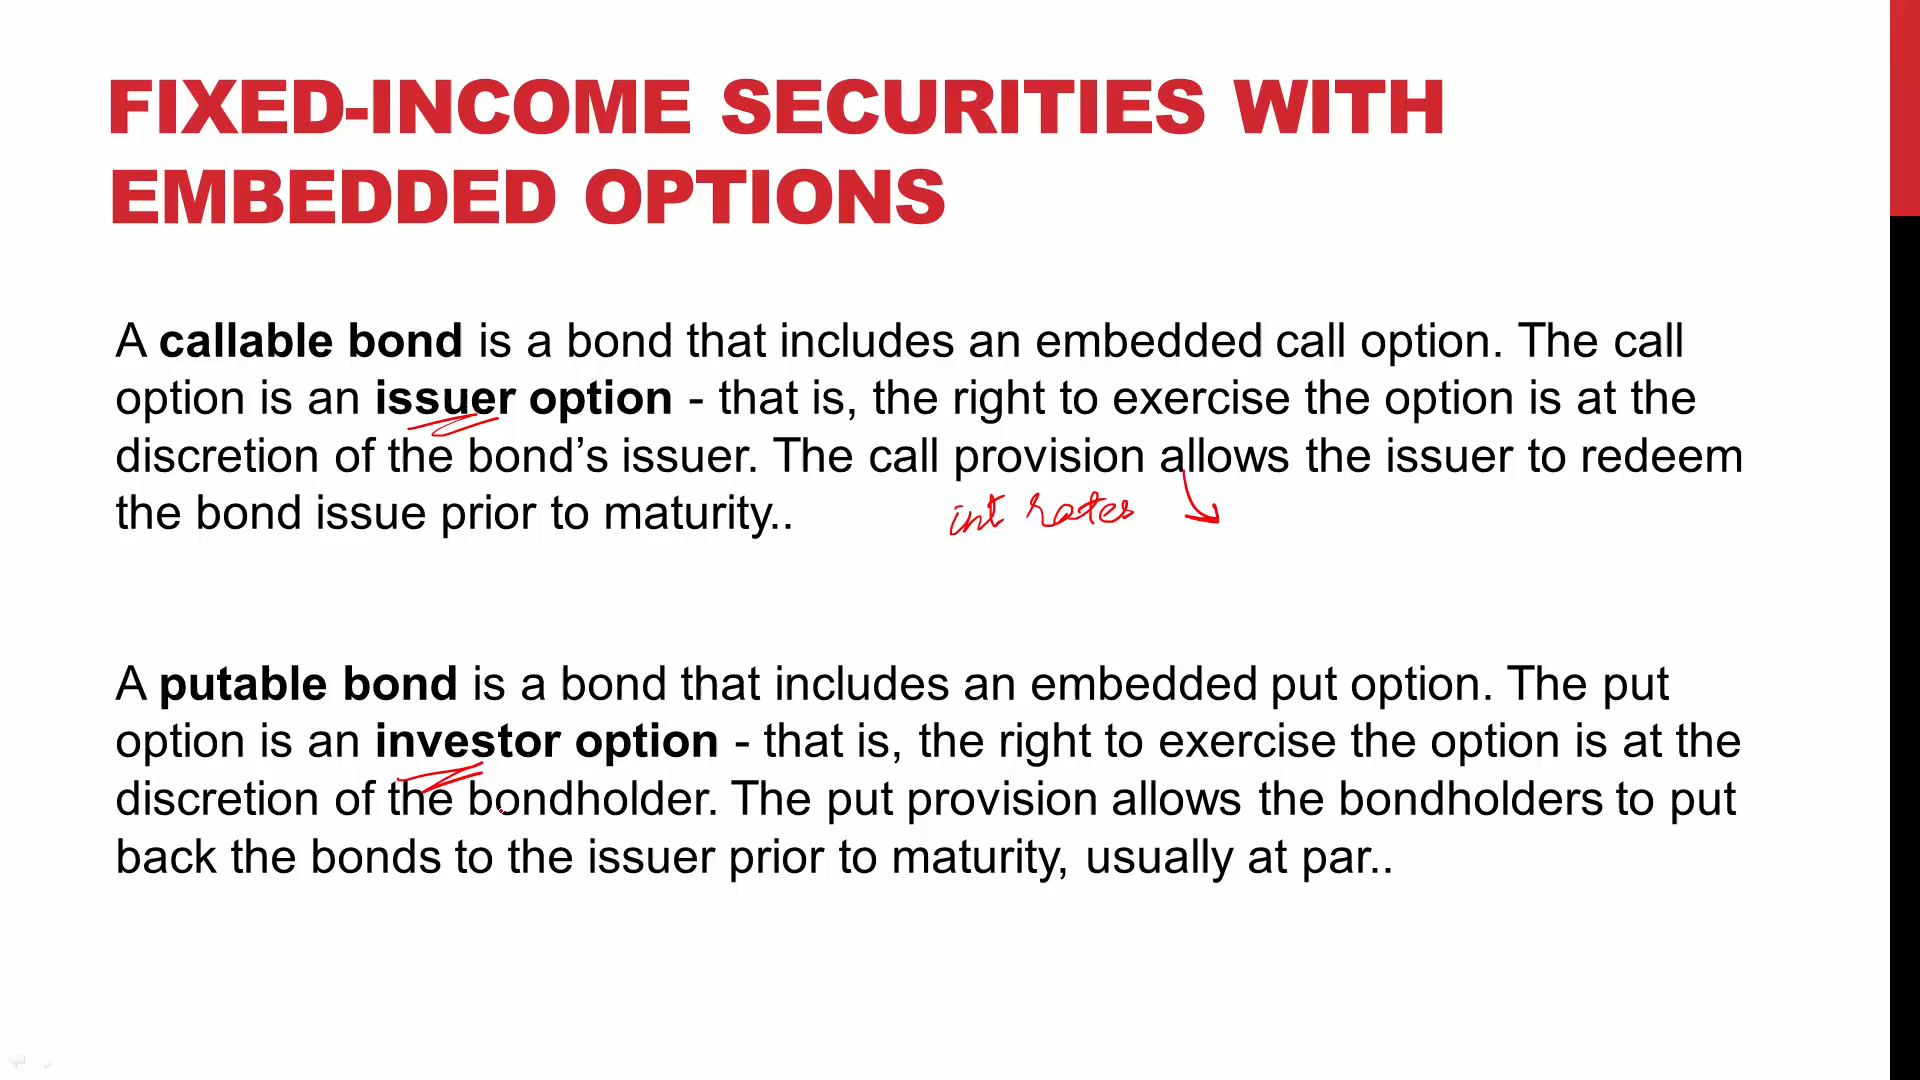 FIXED-INCOME SECURITIES WITH
EMBEDDED OPTIONS
A callable bond is a bond that includes an embedded call option. The call
option is an issuer option - that is, the right to exercise the option is at the
discretion of the bond’s issuer. The call provision allows the issuer to redeem
the bond issue prior to maturity..
int rates
A putable bond is a bond that includes an embedded put option. The put
option is an investor option - that is, the right to exercise the option is at the
discretion of the bondholder. The put provision allows the bondholders to put
back the bonds to the issuer prior to maturity, usually at par..